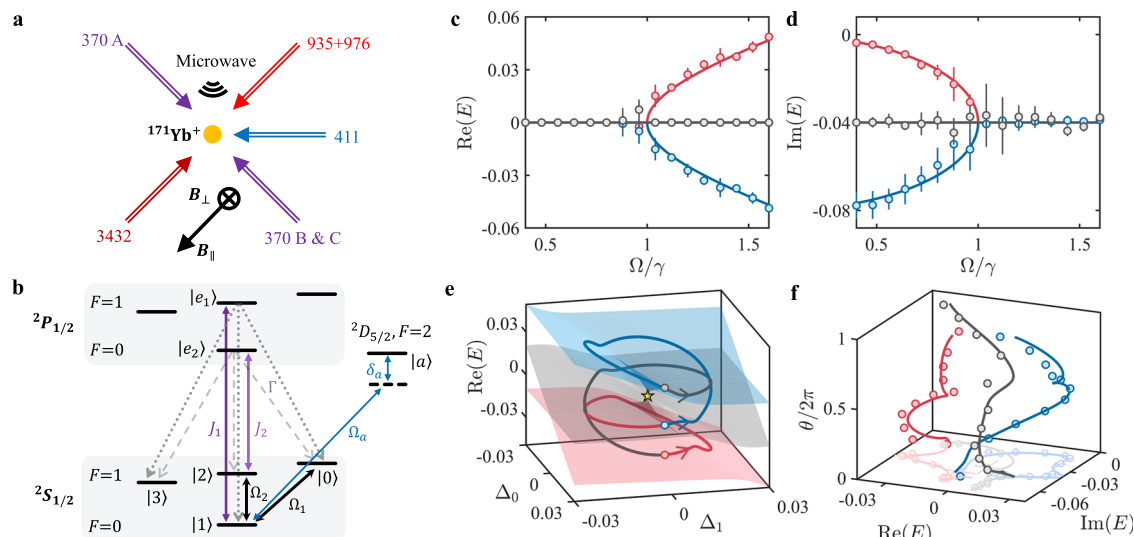 a
370 A
935+976
Microwave
¹⁷¹Yb⁺
411
B⊥
3432
B∥
370 B & C
b
F=1
|e₁⟩
²P₁/₂
F=0
|e₂⟩
²D₅/₂, F=2
|a⟩
δₐ
Γ
J₁
J₂
Ωₐ
F=1
|2⟩
|0⟩
²S₁/₂
|3⟩
Ω₂
Ω₁
F=0
|1⟩
c
0.06
0.03
0
-0.03
-0.06
Re(E)
0.5
1
1.5
Ω/γ
d
0
-0.04
-0.08
Im(E)
0.5
1
1.5
Ω/γ
e
0.03
0
-0.03
Re(E)
-0.03
0
0.03
Δ₀
-0.03
0
0.03
Δ₁
f
1
0.5
0
θ/2π
-0.03
0
0.03
Re(E)
-0.06
-0.03
Im(E)